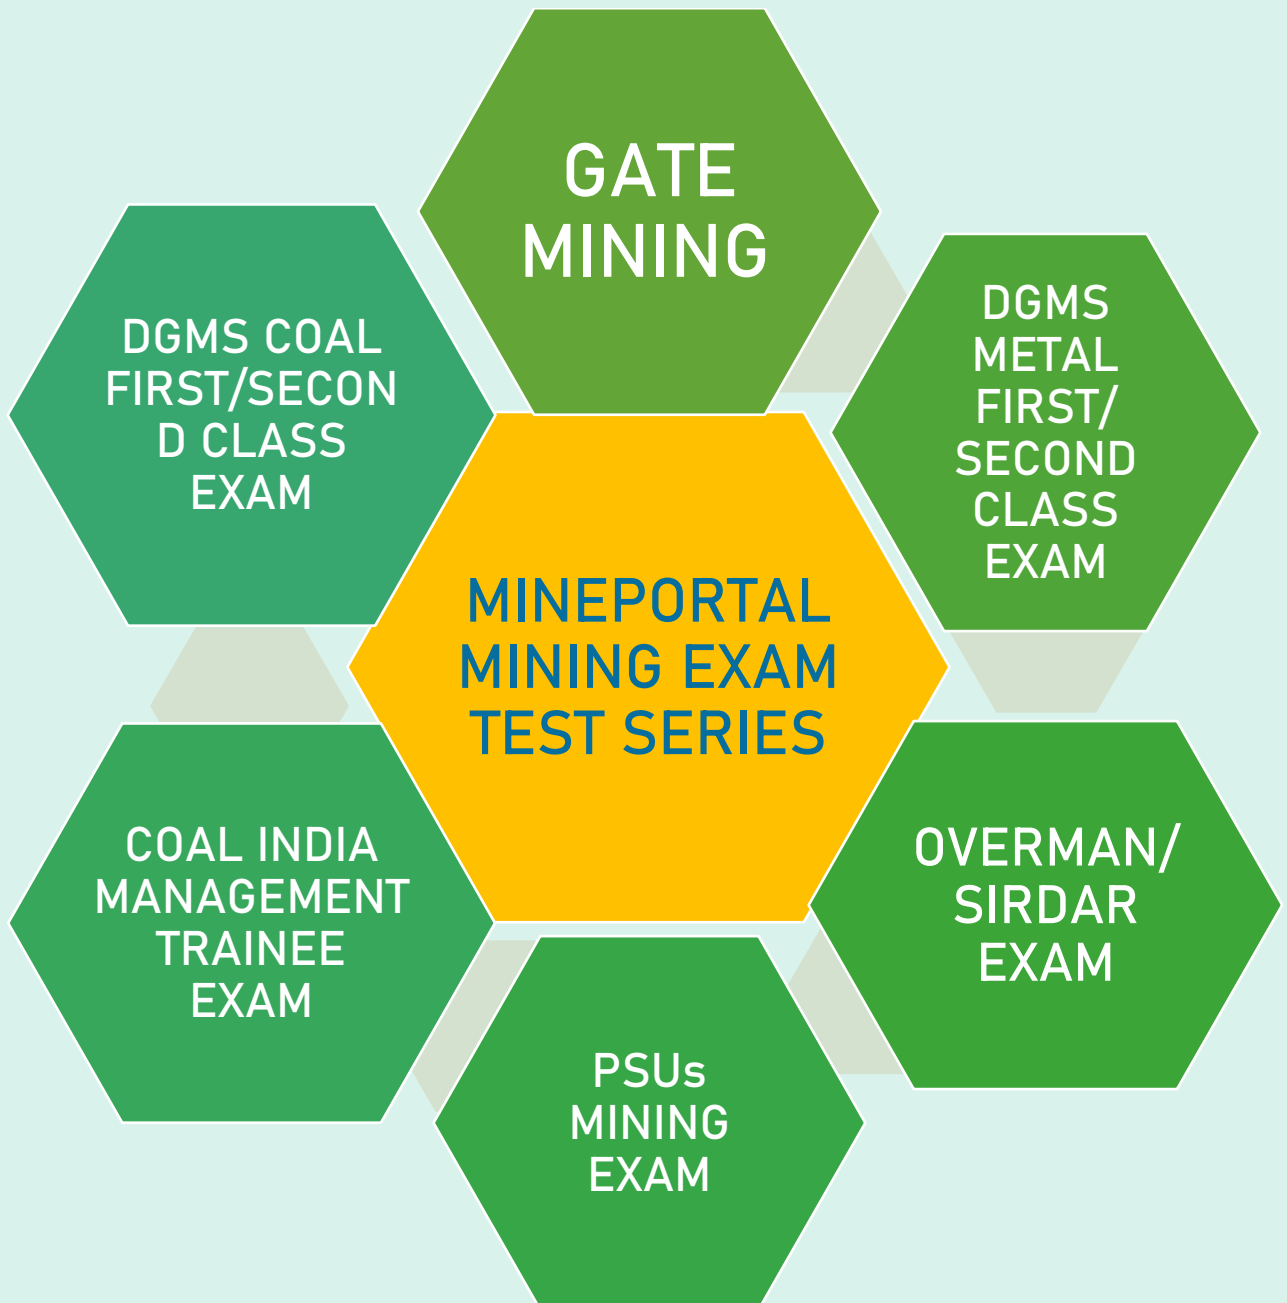 GATE
MINING
DGMS COAL
FIRST/SECON
D CLASS
EXAM
DGMS
METAL
FIRST/
SECOND
CLASS
EXAM
MINEPORTAL
MINING EXAM
TEST SERIES
COAL INDIA
MANAGEMENT
TRAINEE
EXAM
OVERMAN/
SIRDAR
EXAM
PSUs
MINING
EXAM